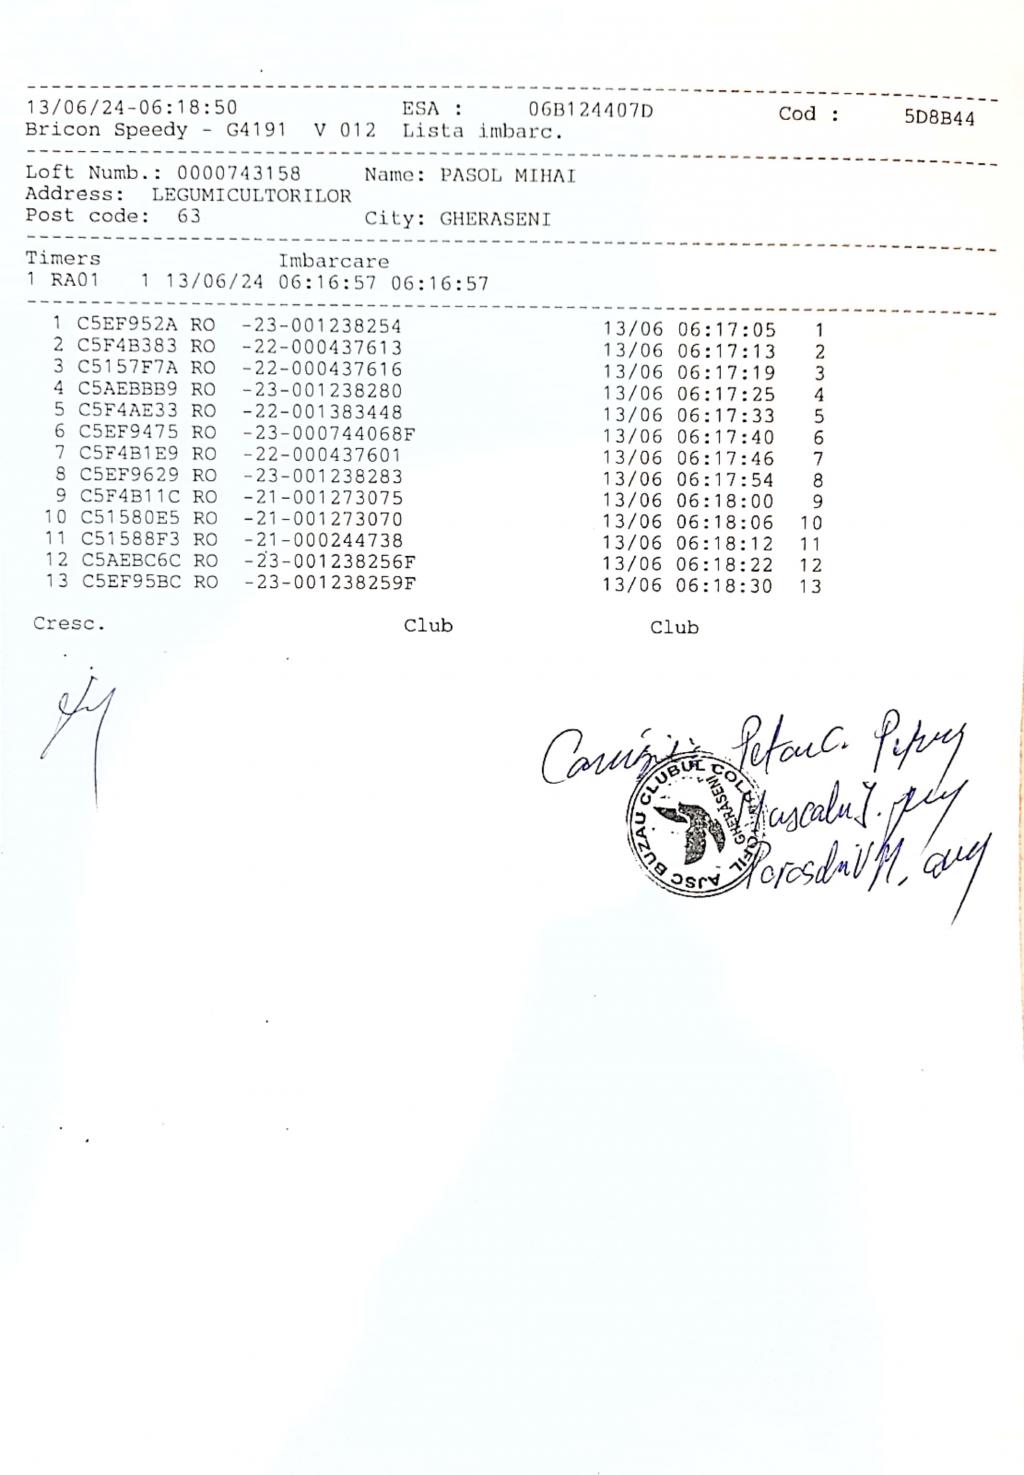 13/06/24-06:18:50 ESA : 06B124407D Cod : 5D8B44
Bricon Speedy - G4191 V 012 Lista imbarc.
Loft Numb.: 0000743158 Name: PASOL MIHAI
Address: LEGUMICULTORILOR
Post code: 63 City: GHERASENI
Timers Imbarcare
1 RA01 1 13/06/24 06:16:57 06:16:57
1 C5EF952A RO -23-001238254 13/06 06:17:05 1
2 C5F4B383 RO -22-000437613 13/06 06:17:13 2
3 C5157F7A RO -22-000437616 13/06 06:17:19 3
4 C5AEBBB9 RO -23-001238280 13/06 06:17:25 4
5 C5F4AE33 RO -22-001383448 13/06 06:17:33 5
6 C5EF9475 RO -23-000744068F 13/06 06:17:40 6
7 C5F4B1E9 RO -22-000437601 13/06 06:17:46 7
8 C5EF9629 RO -23-001238283 13/06 06:17:54 8
9 C5F4B11C RO -21-001273075 13/06 06:18:00 9
10 C51580E5 RO -21-001273070 13/06 06:18:06 10
11 C51588F3 RO -21-000244738 13/06 06:18:12 11
12 C5AEBC6C RO -23-001238256F 13/06 06:18:22 12
13 C5EF95BC RO -23-001238259F 13/06 06:18:30 13
Cresc. Club Club
AJSC BUZAU CLUBUL
GHERASENI